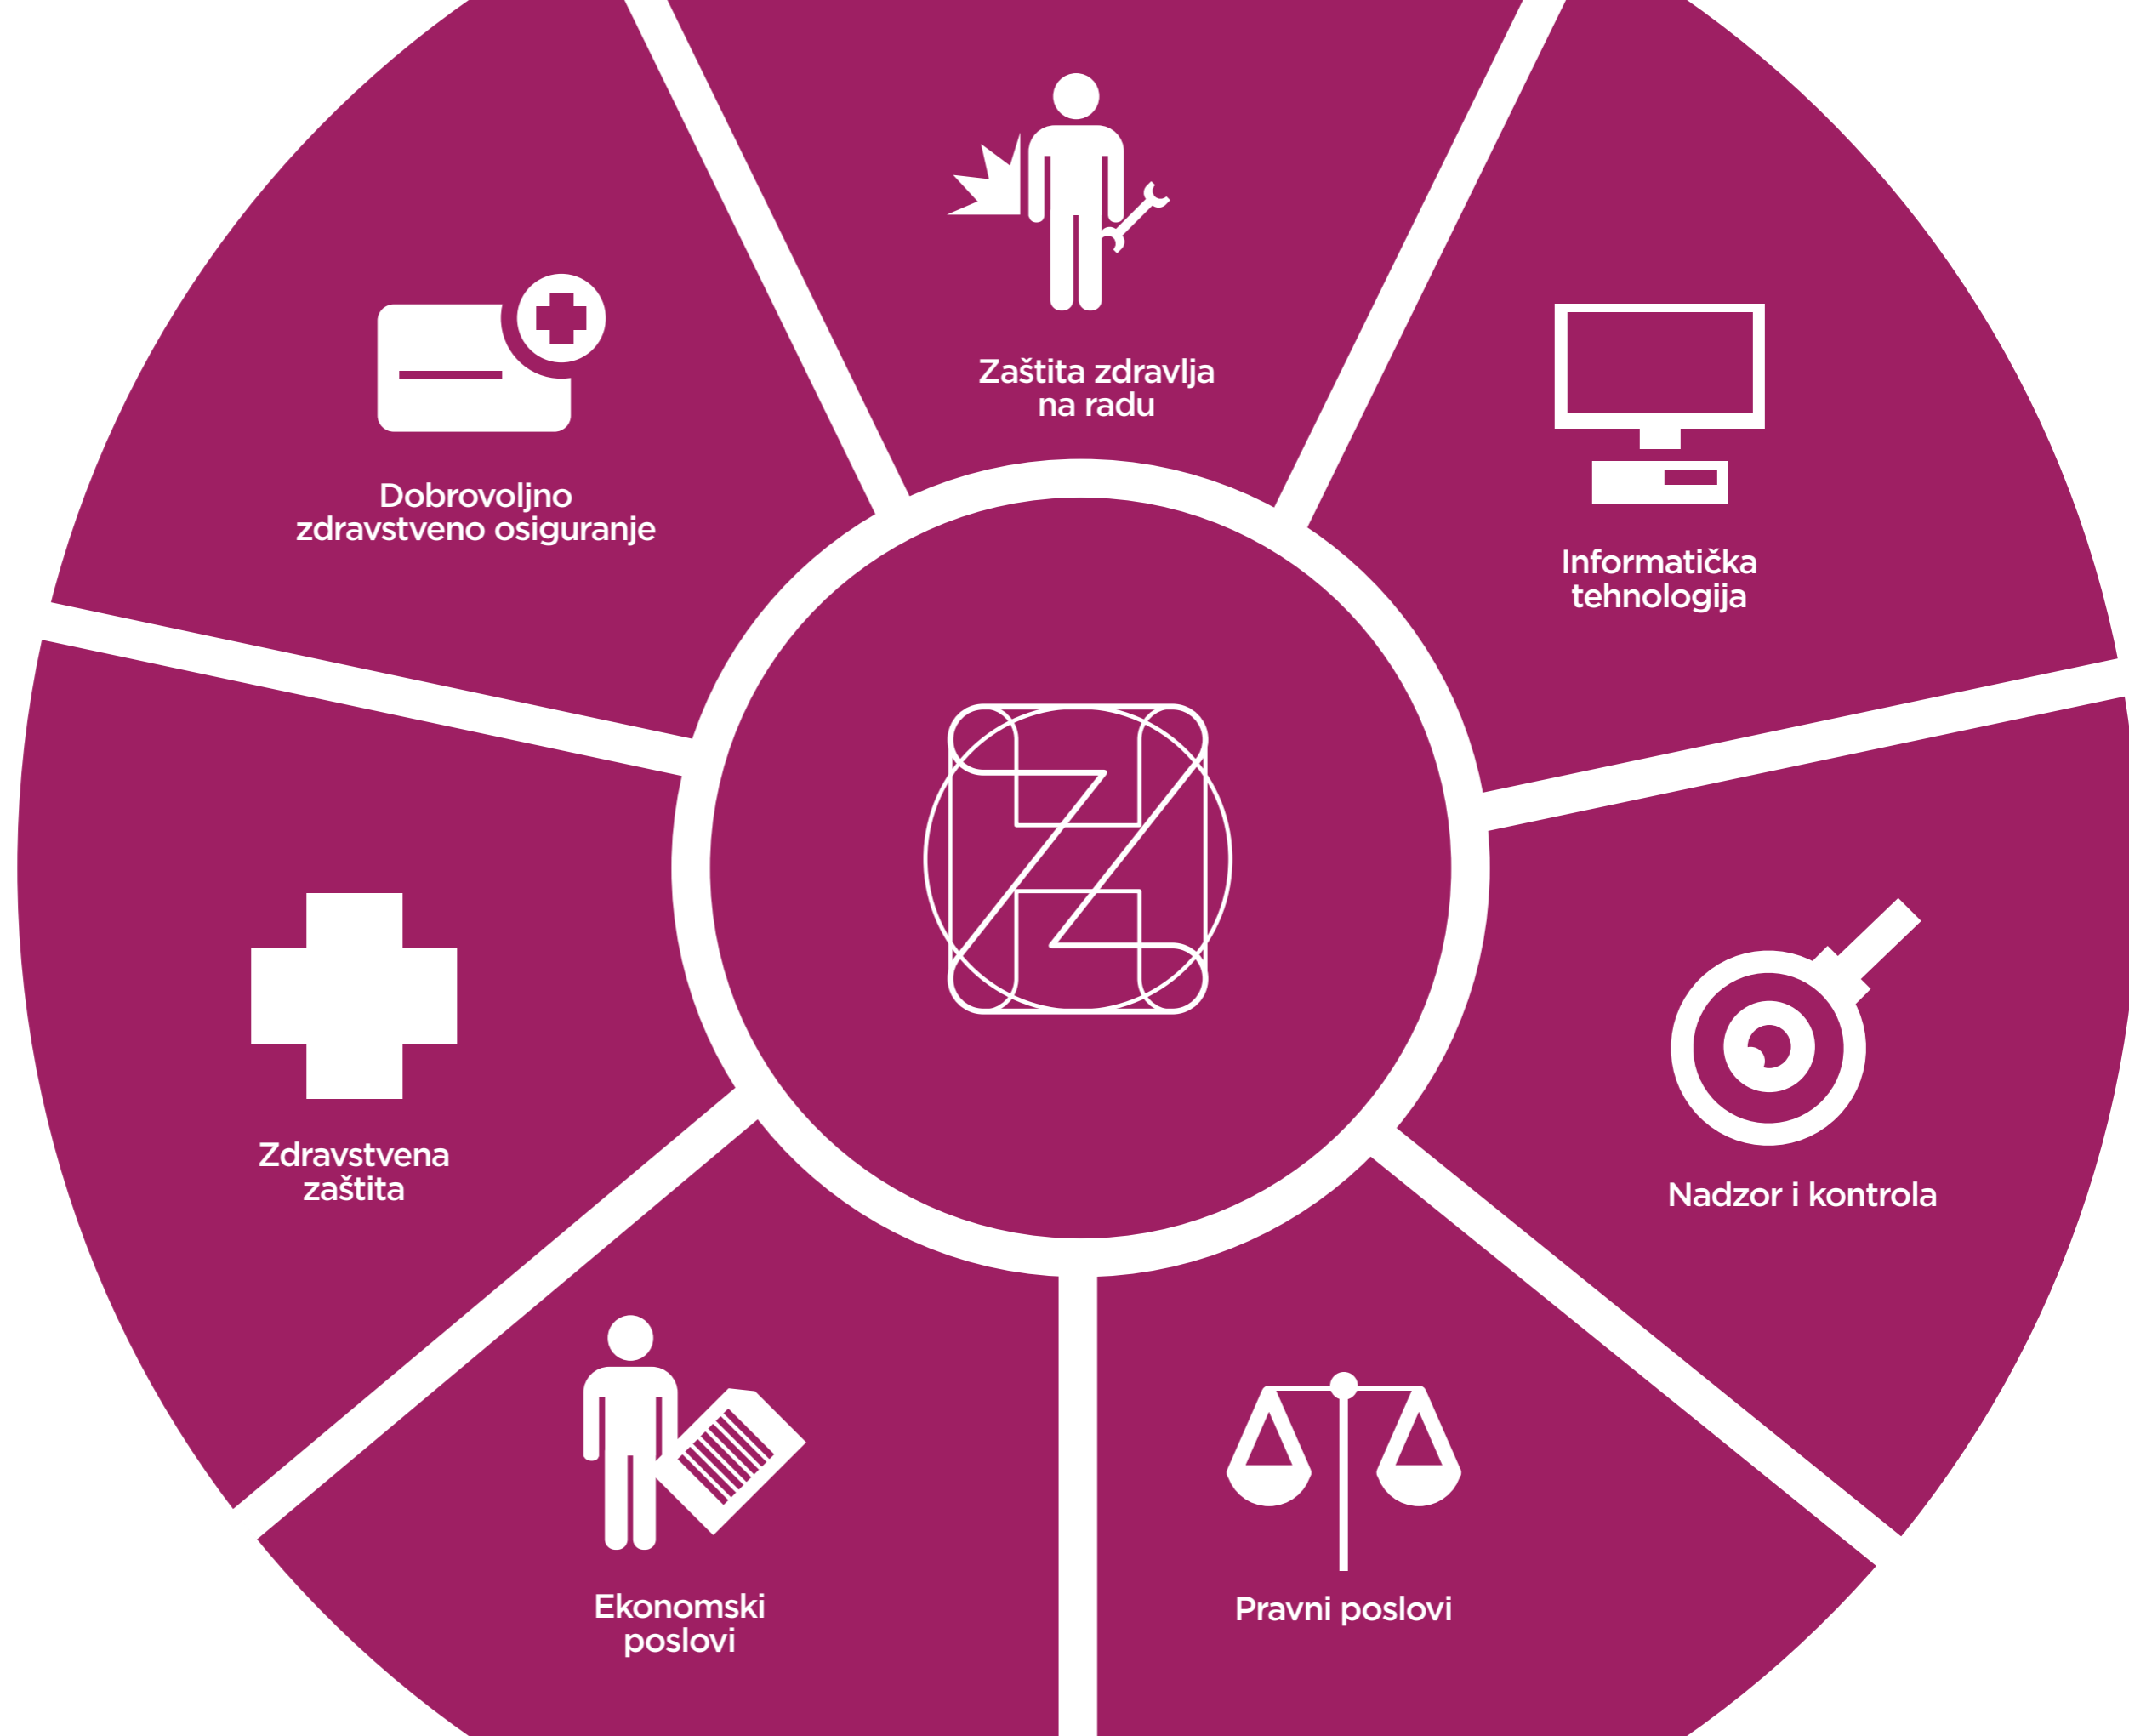 Zaštita zdravlja
na radu
Dobrovoljno
zdravstveno osiguranje
Informatička
tehnologija
Zdravstvena
zaštita
Nadzor i kontrola
Ekonomski
poslovi
Pravni poslovi